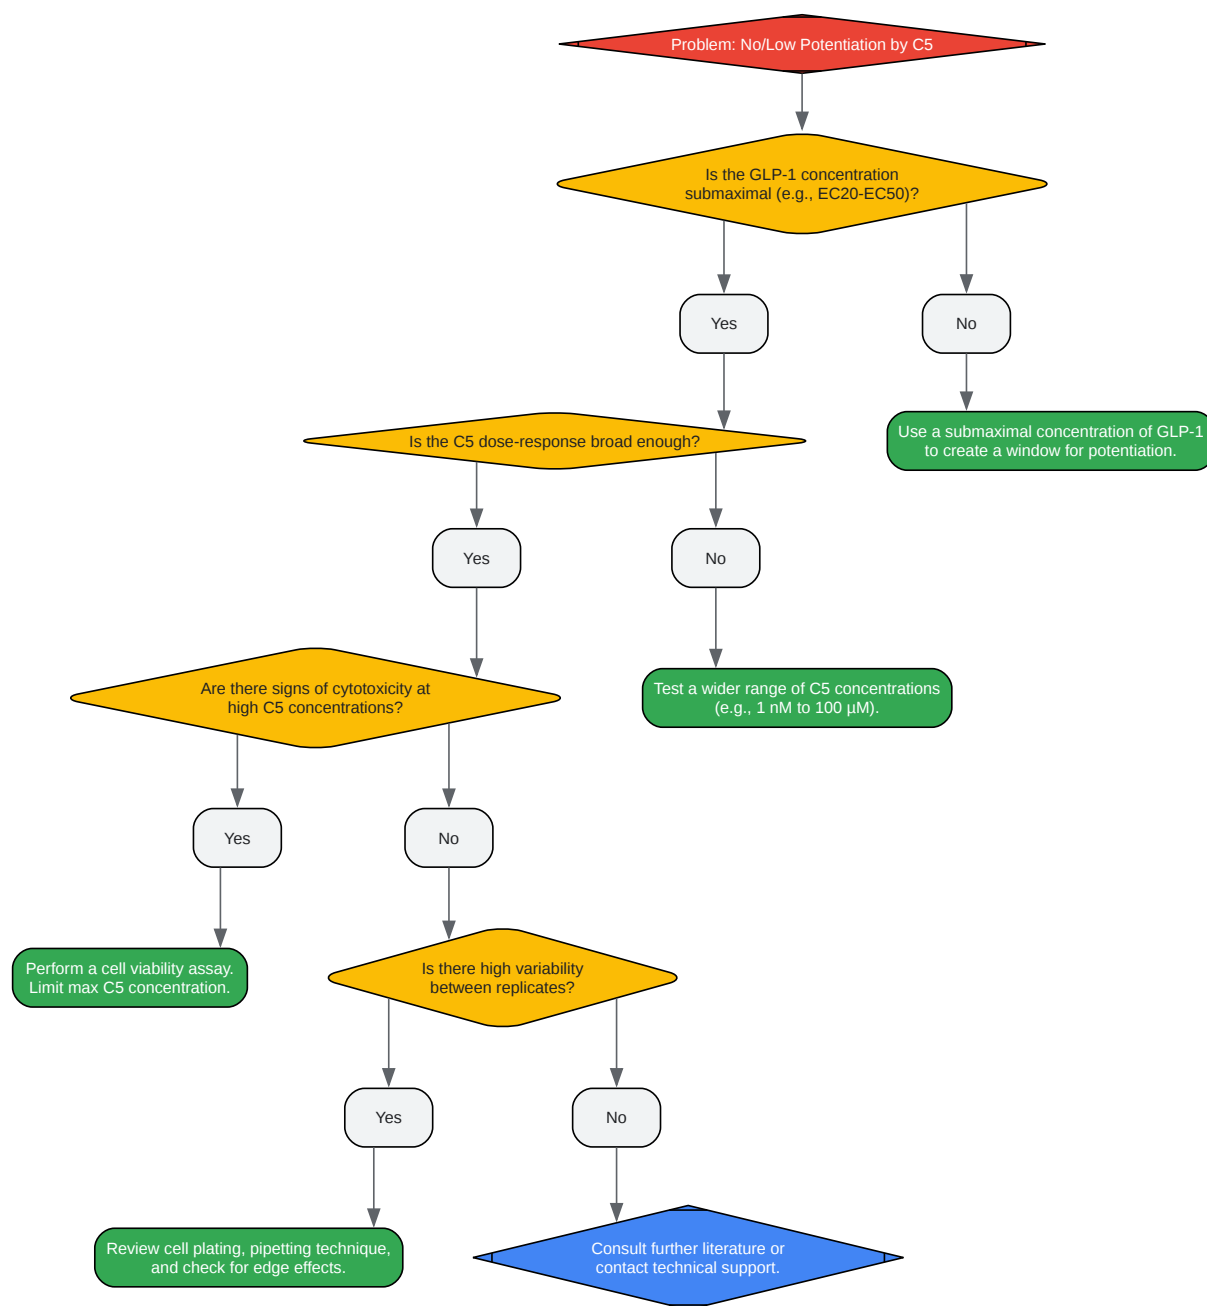 Problem: No/Low Potentiation by C5
Is the GLP-1 concentration
submaximal (e.g., EC20-EC50)?
Yes
No
Use a submaximal concentration of GLP-1
to create a window for potentiation.
Is the C5 dose-response broad enough?
Yes
No
Test a wider range of C5 concentrations
(e.g., 1 nM to 100 µM).
Are there signs of cytotoxicity at
high C5 concentrations?
Yes
No
Perform a cell viability assay.
Limit max C5 concentration.
Is there high variability
between replicates?
Yes
No
Review cell plating, pipetting technique,
and check for edge effects.
Consult further literature or
contact technical support.